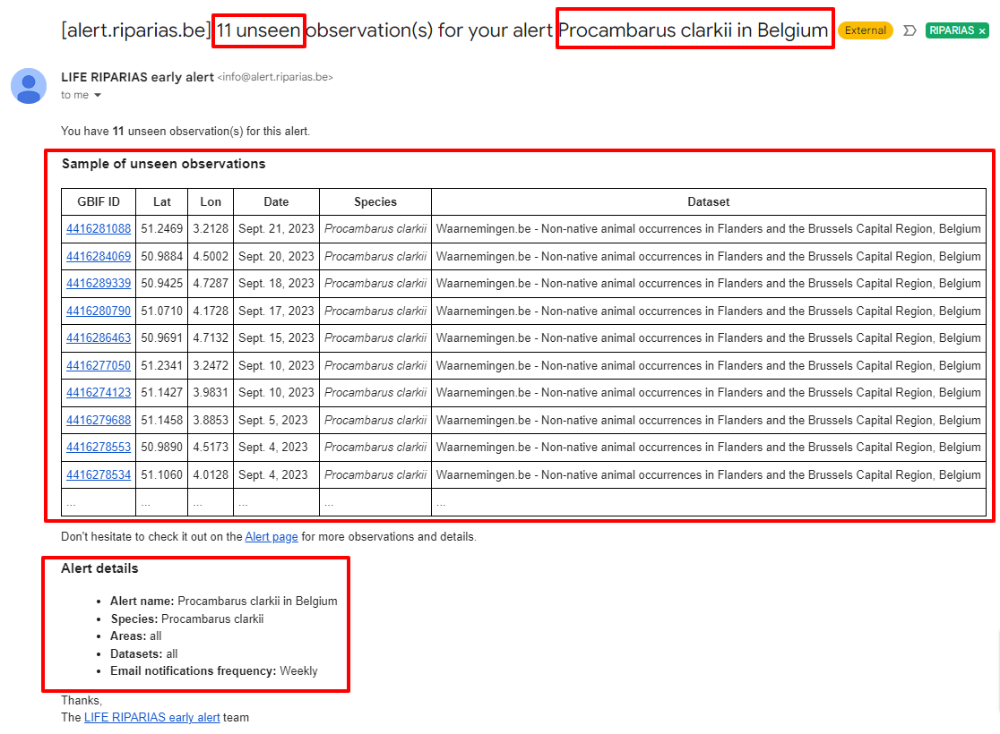 [alert.riparias.be] 11 unseen observation(s) for your alert Procambarus clarkii in Belgium External RIPARIAS ×
LIFE RIPARIAS early alert <info@alert.riparias.be>
to me
You have 11 unseen observation(s) for this alert.
Sample of unseen observations
GBIF ID Lat Lon Date Species Dataset
4416281088 51.2469 3.2128 Sept. 21, 2023 Procambarus clarkii Waarnemingen.be - Non-native animal occurrences in Flanders and the Brussels Capital Region, Belgium
4416284069 50.9884 4.5002 Sept. 20, 2023 Procambarus clarkii Waarnemingen.be - Non-native animal occurrences in Flanders and the Brussels Capital Region, Belgium
4416289339 50.9425 4.7287 Sept. 18, 2023 Procambarus clarkii Waarnemingen.be - Non-native animal occurrences in Flanders and the Brussels Capital Region, Belgium
4416280790 51.0710 4.1728 Sept. 17, 2023 Procambarus clarkii Waarnemingen.be - Non-native animal occurrences in Flanders and the Brussels Capital Region, Belgium
4416286463 50.9691 4.7132 Sept. 15, 2023 Procambarus clarkii Waarnemingen.be - Non-native animal occurrences in Flanders and the Brussels Capital Region, Belgium
4416277050 51.2341 3.2472 Sept. 10, 2023 Procambarus clarkii Waarnemingen.be - Non-native animal occurrences in Flanders and the Brussels Capital Region, Belgium
4416274123 51.1427 3.9831 Sept. 10, 2023 Procambarus clarkii Waarnemingen.be - Non-native animal occurrences in Flanders and the Brussels Capital Region, Belgium
4416279688 51.1458 3.8853 Sept. 5, 2023 Procambarus clarkii Waarnemingen.be - Non-native animal occurrences in Flanders and the Brussels Capital Region, Belgium
4416278553 50.9890 4.5173 Sept. 4, 2023 Procambarus clarkii Waarnemingen.be - Non-native animal occurrences in Flanders and the Brussels Capital Region, Belgium
4416278534 51.1060 4.0128 Sept. 4, 2023 Procambarus clarkii Waarnemingen.be - Non-native animal occurrences in Flanders and the Brussels Capital Region, Belgium
... ... ... ... ... ...
Don't hesitate to check it out on the Alert page for more observations and details.
Alert details
• Alert name: Procambarus clarkii in Belgium
• Species: Procambarus clarkii
• Areas: all
• Datasets: all
• Email notifications frequency: Weekly
Thanks,
The LIFE RIPARIAS early alert team